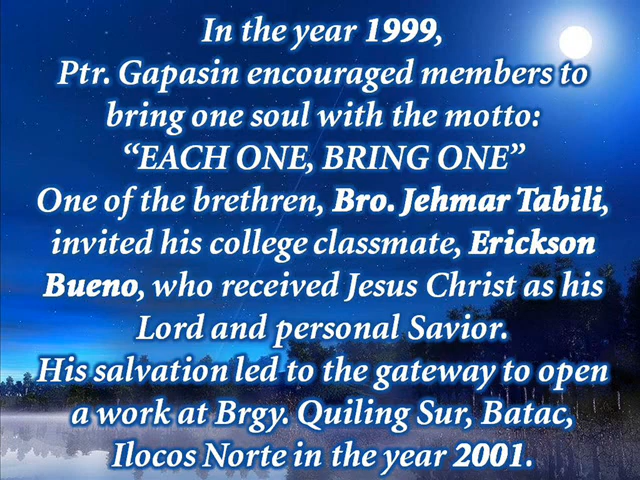 In the year 1999,
Ptr. Gapasin encouraged members to
bring one soul with the motto:
“EACH ONE, BRING ONE”
One of the brethren, Bro. Jehmar Tabili,
invited his college classmate, Erickson
Bueno, who received Jesus Christ as his
Lord and personal Savior.
His salvation led to the gateway to open
a work at Brgy. Quiling Sur, Batac,
Ilocos Norte in the year 2001.